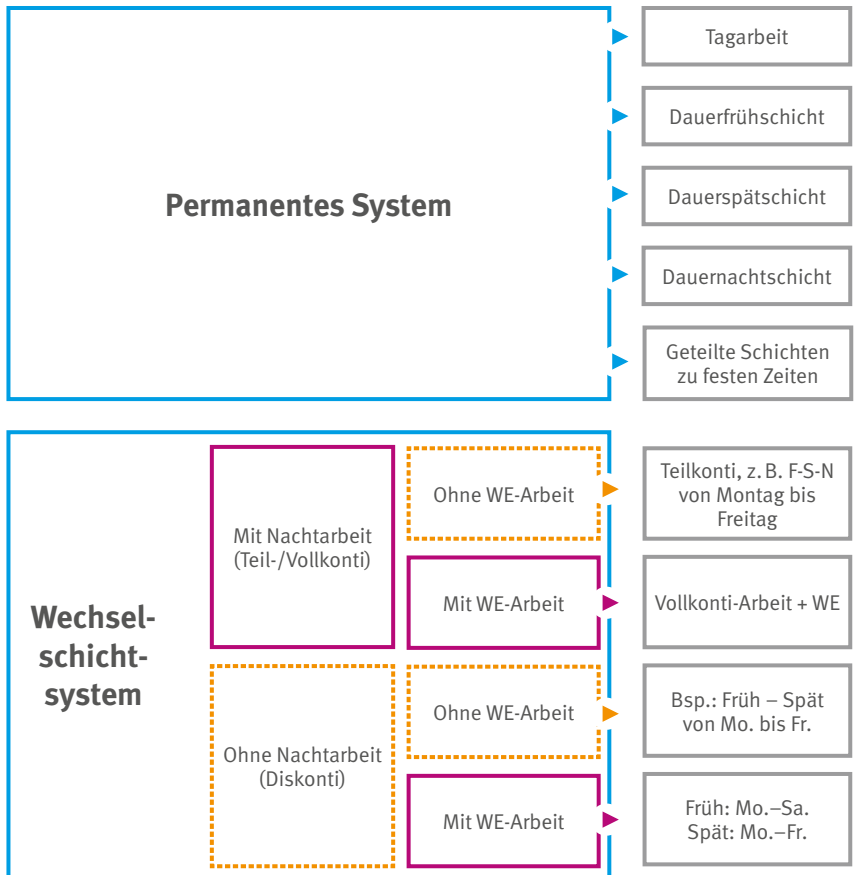 Permanentes System
Tagarbeit
Dauerfrühschicht
Dauerspätschicht
Dauernachtschicht
Geteilte Schichten
zu festen Zeiten
Wechsel-
schicht-
system
Mit Nachtarbeit
(Teil-/Vollkonti)
Ohne WE-Arbeit
Teilkonti, z. B. F-S-N
von Montag bis
Freitag
Mit WE-Arbeit
Vollkonti-Arbeit + WE
Ohne Nachtarbeit
(Diskonti)
Ohne WE-Arbeit
Bsp.: Früh – Spät
von Mo. bis Fr.
Mit WE-Arbeit
Früh: Mo.–Sa.
Spät: Mo.–Fr.